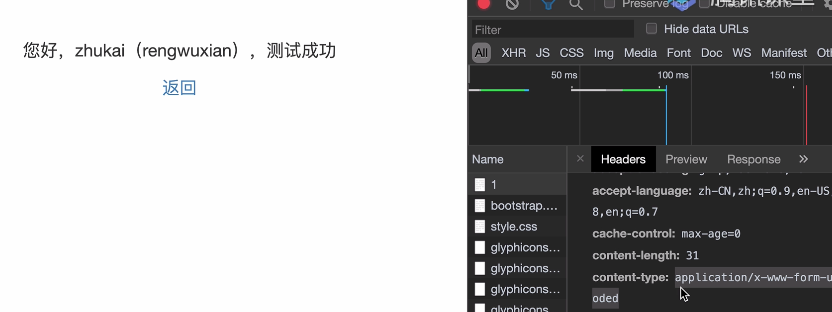 您好，zhukai（rengwuxian），测试成功
返回
Preserve log
Disable cache
Filter
Hide data URLs
All XHR JS CSS Img Media Font Doc WS Manifest Oth
50 ms 100 ms 150 ms
Name
× Headers Preview Response »
1
bootstrap....
style.css
glyphicons...
glyphicons...
glyphicons...
glyphicons
accept-language: zh-CN,zh;q=0.9,en-US
8,en;q=0.7
cache-control: max-age=0
content-length: 31
content-type: application/x-www-form-u
oded